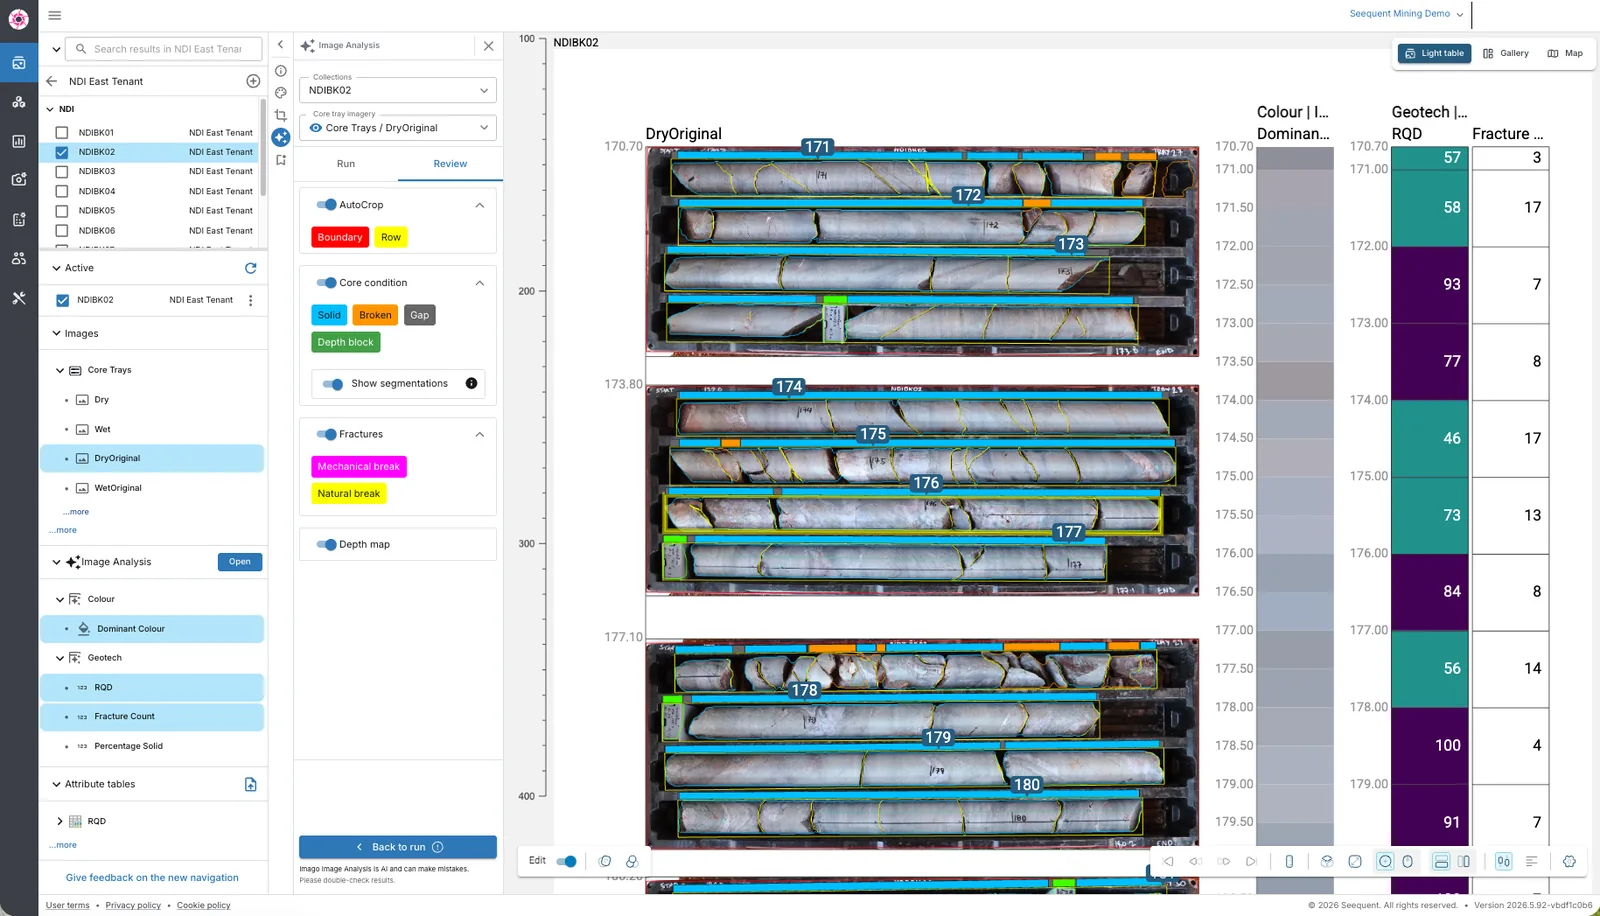 Seequent Mining Demo
Search results in NDI East Tenar
NDI East Tenant
NDI
NDIBK01 NDI East Tenant
NDIBK02 NDI East Tenant
NDIBK03 NDI East Tenant
NDIBK04 NDI East Tenant
NDIBK05 NDI East Tenant
NDIBK06 NDI East Tenant
Active
NDIBK02 NDI East Tenant
Images
Core Trays
Dry
Wet
DryOriginal
WetOriginal
...more
...more
Image Analysis Open
Colour
Dominant Colour
Geotech
RQD
Fracture Count
Percentage Solid
Attribute tables
RQD
...more
Give feedback on the new navigation
Image Analysis
Collections
NDIBK02
Core tray imagery
Core Trays / DryOriginal
Run Review
AutoCrop
Boundary Row
Core condition
Solid Broken Gap
Depth block
Show segmentations
Fractures
Mechanical break
Natural break
Depth map
Back to run
Imago Image Analysis is AI and can make mistakes.
Please double-check results.
100
200
300
400
NDIBK02
Light table Gallery Map
DryOriginal
170.70
173.80
177.10
171
172
173
174
175
176
177
178
179
180
Colour | I...
Dominan...
170.70
171.00
171.50
172.00
172.50
173.00
173.50
174.00
174.50
175.00
175.50
176.00
176.50
177.00
177.50
178.00
178.50
179.00
179.50
Geotech |...
RQD Fracture ...
170.70 57 3
171.00
58 17
172.00
93 7
173.00
77 8
174.00
46 17
175.00
73 13
176.00
84 8
177.00
56 14
178.00
100 4
179.00
91 7
Edit
User terms • Privacy policy • Cookie policy
© 2026 Seequent. All rights reserved. • Version 2026.5.92-vbdf1c0b6